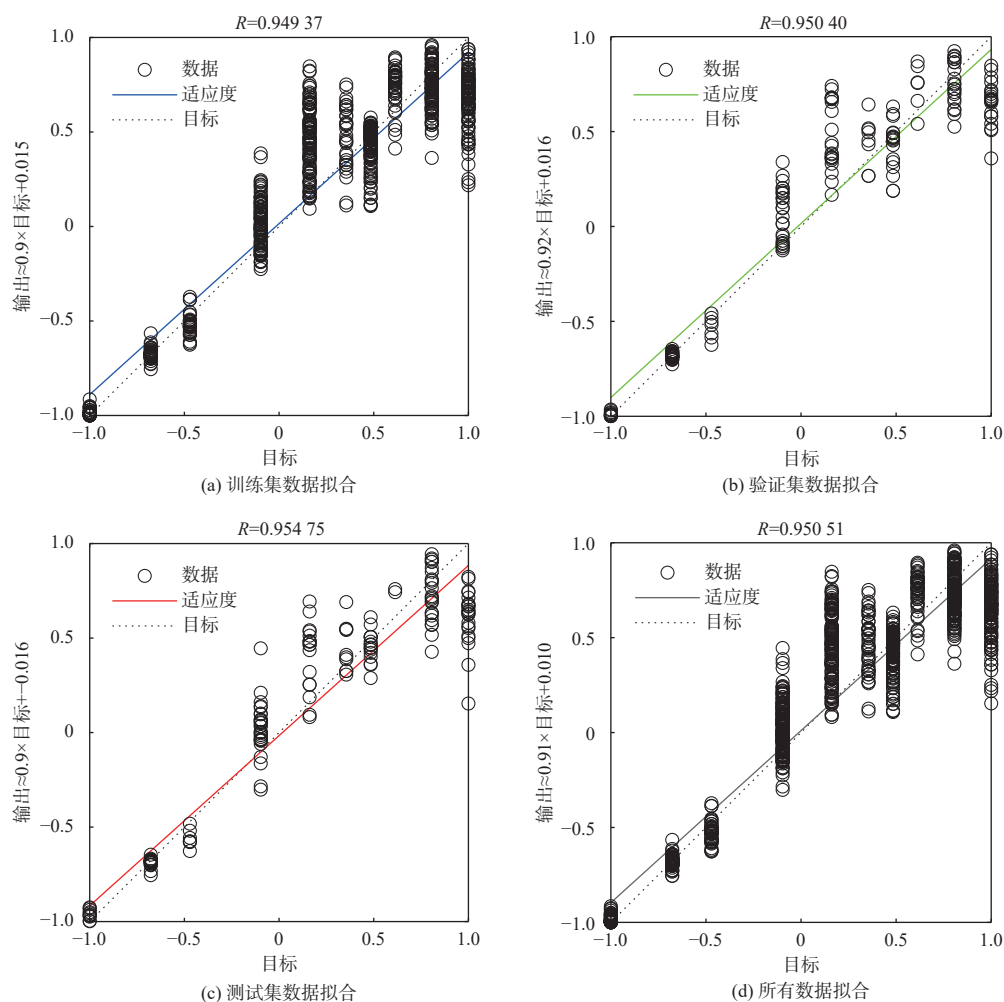 R=0.949 37
1.0
0.5
0
−0.5
−1.0
数据
适应度
目标
输出≈0.9×目标+0.015
−1.0 −0.5 0 0.5 1.0
目标
(a) 训练集数据拟合
R=0.950 40
1.0
0.5
0
−0.5
−1.0
数据
适应度
目标
输出≈0.92×目标+0.016
−1.0 −0.5 0 0.5 1.0
目标
(b) 验证集数据拟合
R=0.954 75
1.0
0.5
0
−0.5
−1.0
数据
适应度
目标
输出≈0.9×目标+−0.016
−1.0 −0.5 0 0.5 1.0
目标
(c) 测试集数据拟合
R=0.950 51
1.0
0.5
0
−0.5
−1.0
数据
适应度
目标
输出≈0.91×目标+0.010
−1.0 −0.5 0 0.5 1.0
目标
(d) 所有数据拟合